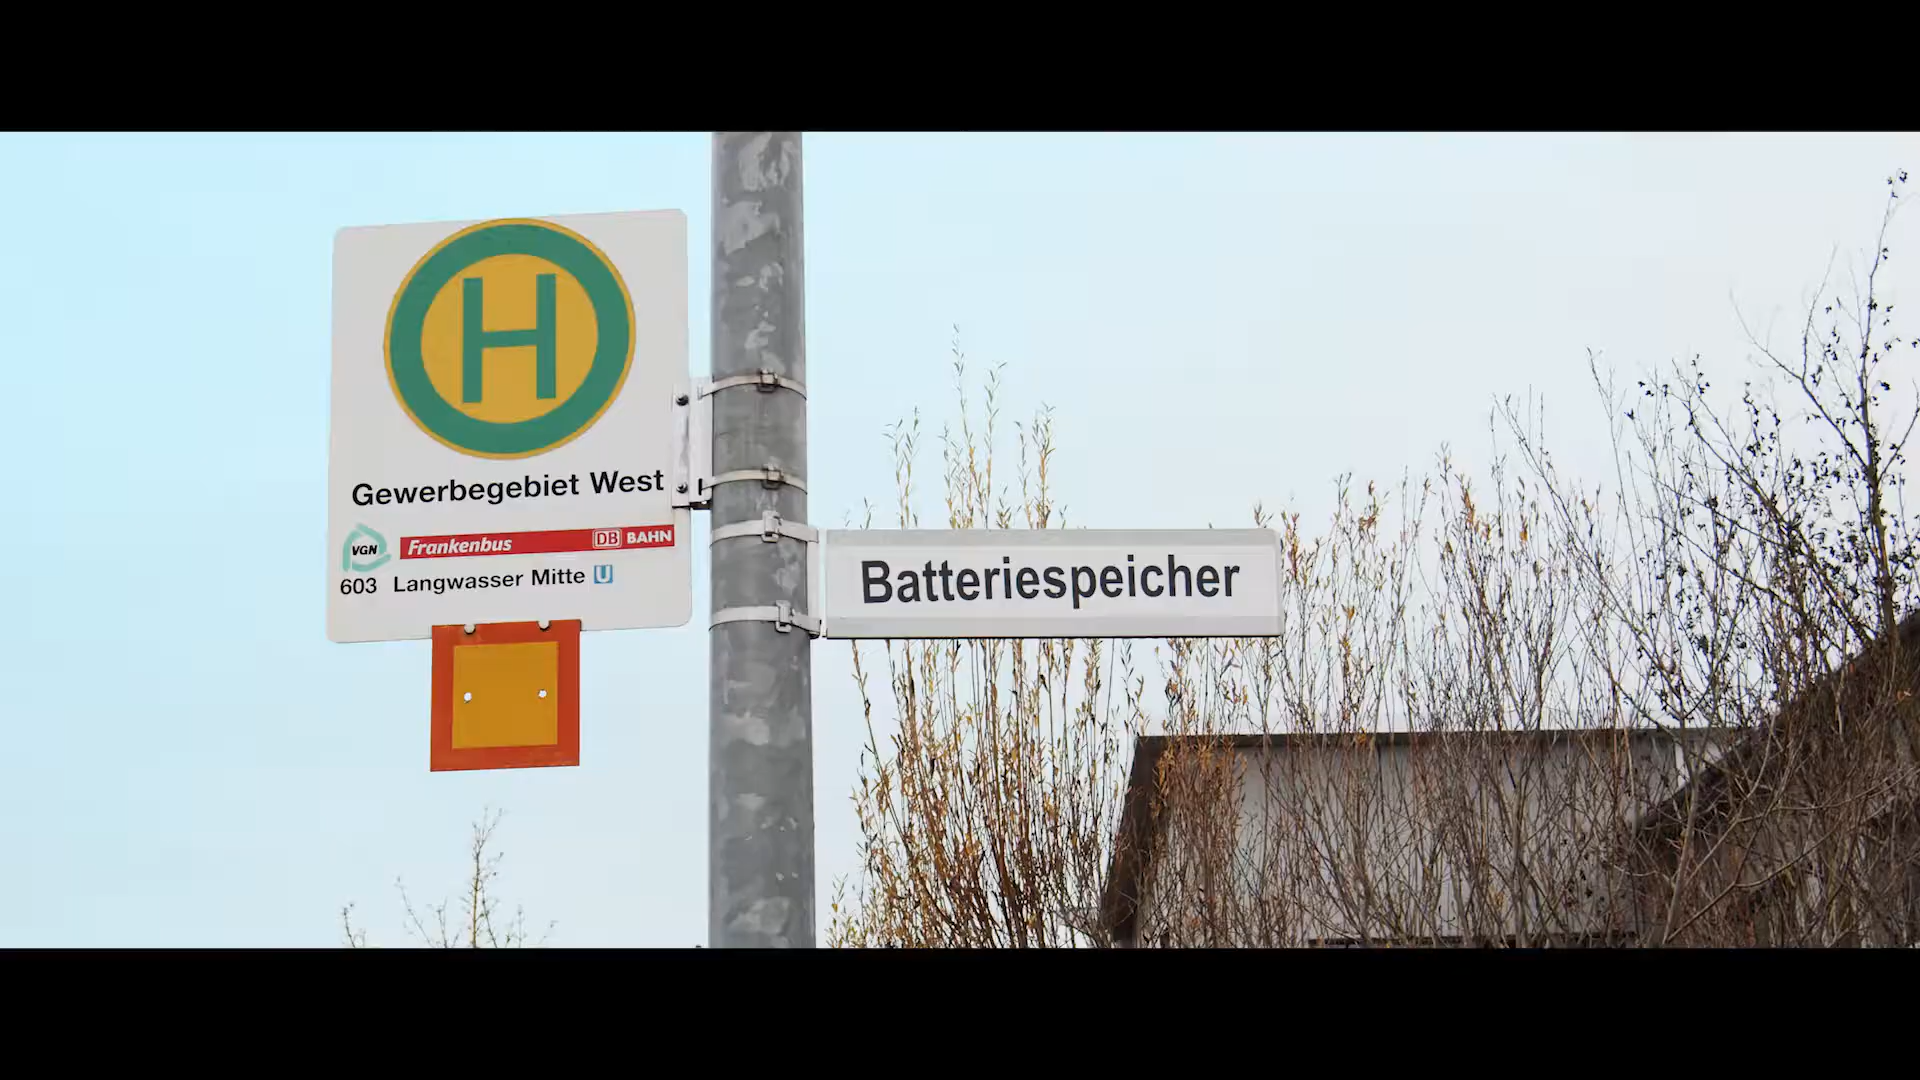 H
Gewerbegebiet West
VGN Frankenbus DB BAHN
603 Langwasser Mitte U
Batteriespeicher